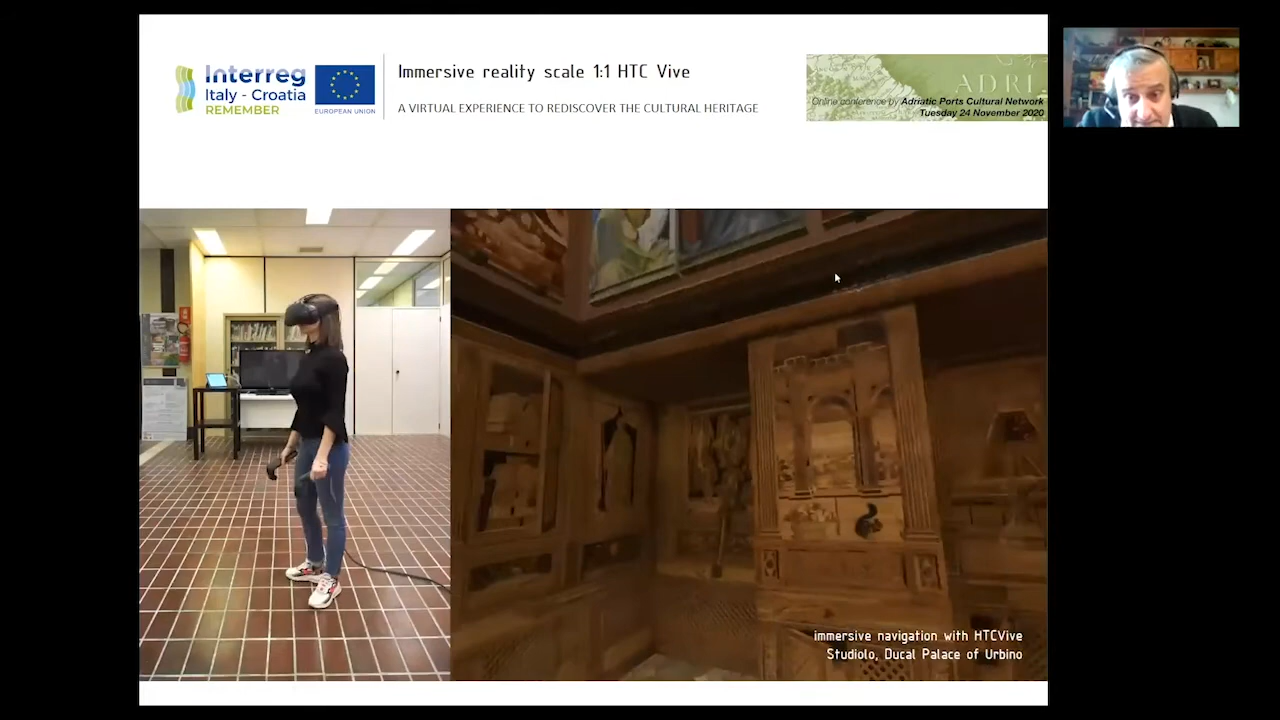 Interreg
Italy - Croatia
REMEMBER
EUROPEAN UNION
Immersive reality scale 1:1 HTC Vive
A VIRTUAL EXPERIENCE TO REDISCOVER THE CULTURAL HERITAGE
ADRI
Online conference by Adriatic Ports Cultural Network
Tuesday 24 November 2020
immersive navigation with HTCVive
Studiolo, Ducal Palace of Urbino